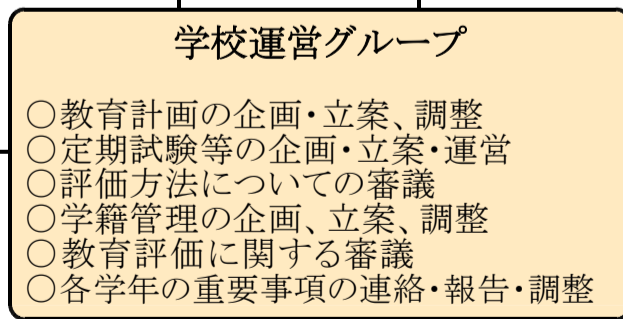 学校運営グループ
○教育計画の企画・立案、調整
○定期試験等の企画・立案・運営
○評価方法についての審議
○学籍管理の企画、立案、調整
○教育評価に関する審議
○各学年の重要事項の連絡・報告・調整